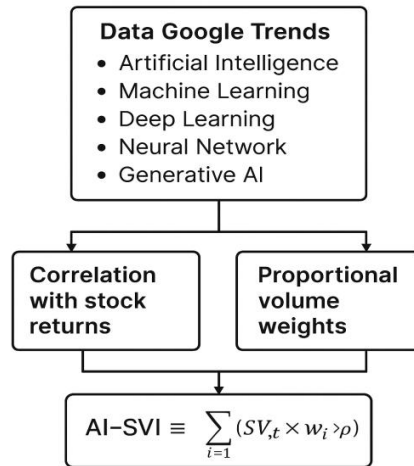 Data Google Trends
• Artificial Intelligence
• Machine Learning
• Deep Learning
• Neural Network
• Generative AI
Correlation
with stock
returns
Proportional
volume
weights
AI–SVI ≡ ∑ i=1 (SV,t × wi ›ρ)